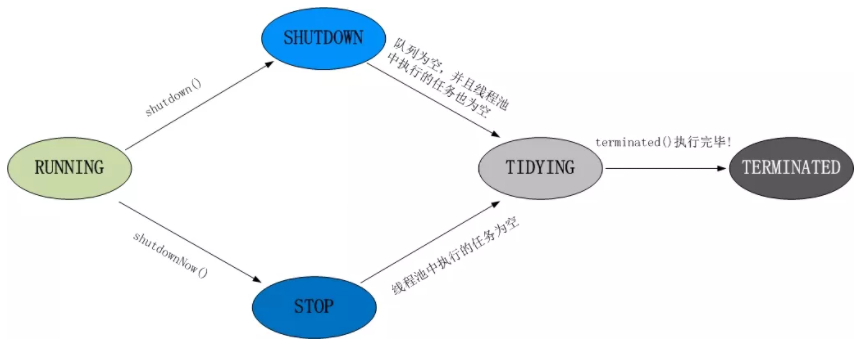 SHUTDOWN
队列为空，并且线程池
中执行的任务也为空
shutdown()
RUNNING
TIDYING
terminated()执行完毕!
TERMINATED
shutdownNow()
线程池中执行的任务为空
STOP